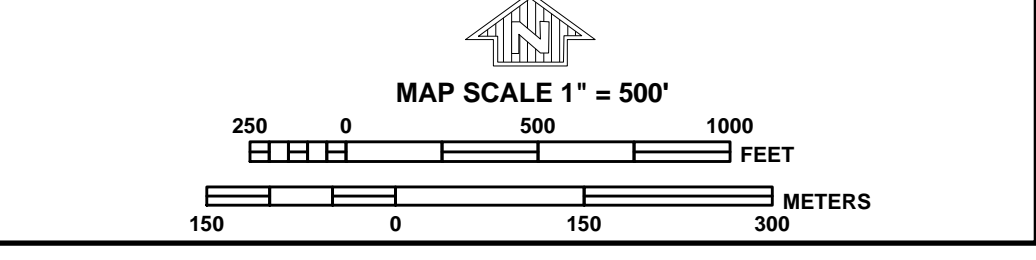 N
MAP SCALE 1" = 500'
250 0 500 1000
FEET
METERS
150 0 150 300